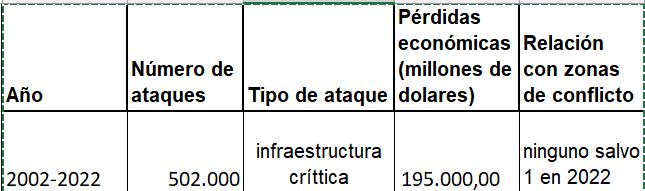 Año
Número de
ataques
Tipo de ataque
Pérdidas
económicas
(millones de
dolares)
Relación
con zonas
de conflicto
2002-2022
502.000
infraestructura
críttica
195.000,00
ninguno salvo
1 en 2022